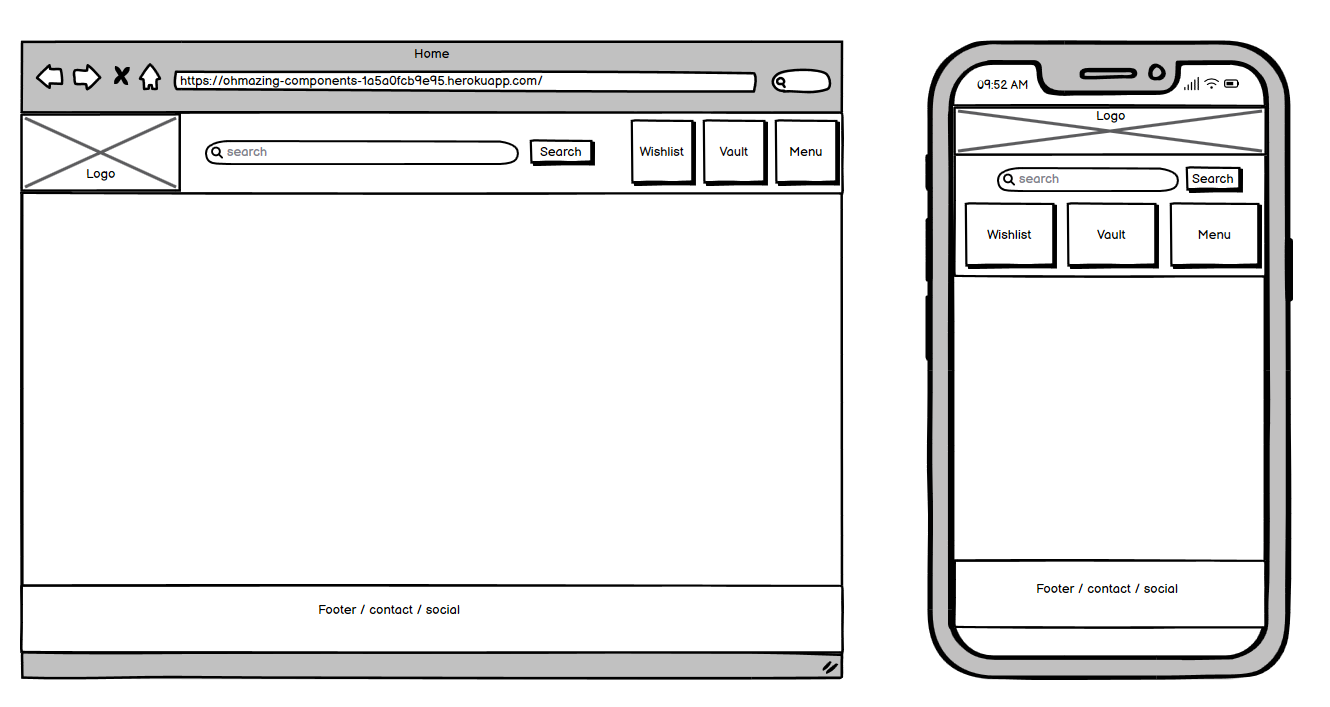 Home
https://ohmazing-components-1a5a0fcb9e95.herokuapp.com/
Logo
search
Search
Wishlist
Vault
Menu
Footer / contact / social
09:52 AM
Logo
search
Search
Wishlist
Vault
Menu
Footer / contact / social